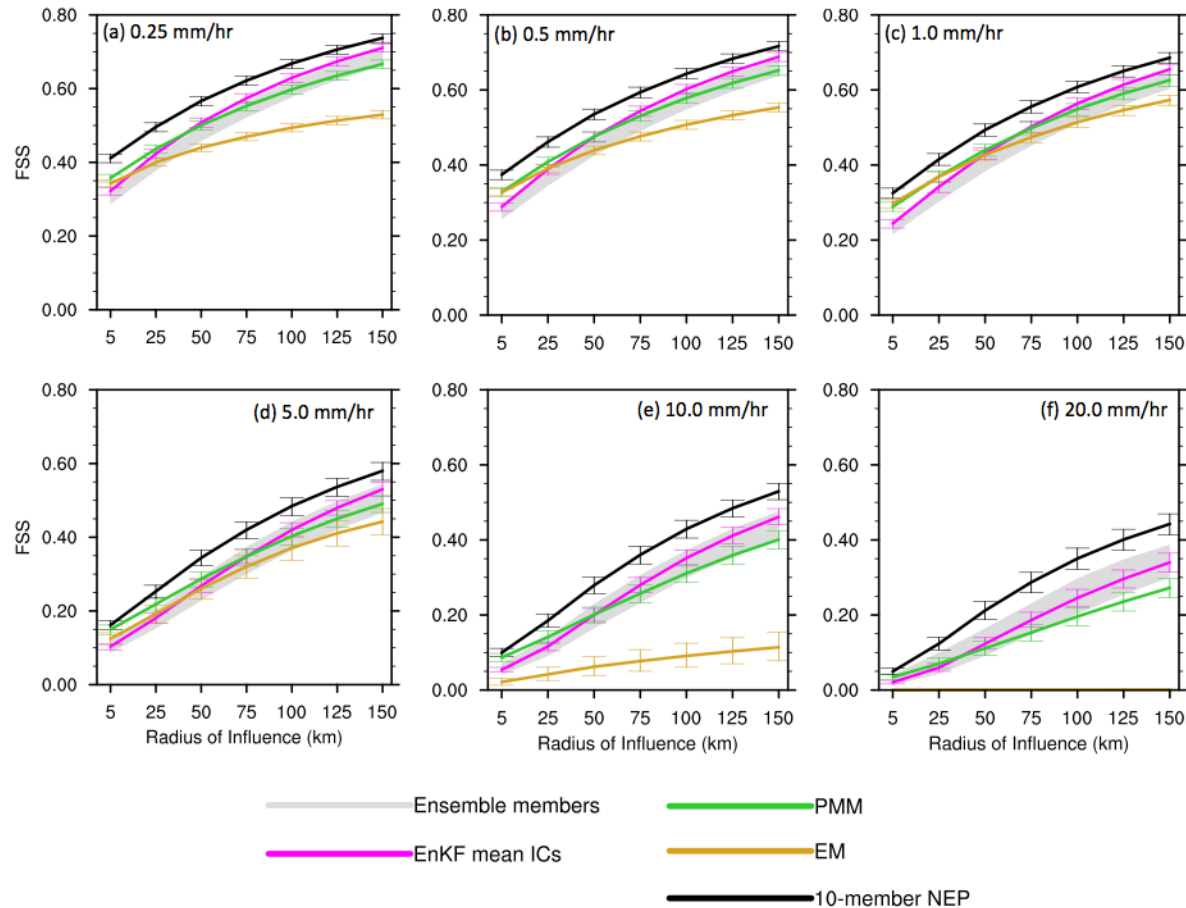 (a) 0.25 mm/hr
(b) 0.5 mm/hr
(c) 1.0 mm/hr
0.80 0.80 0.80
0.60 0.60 0.60
FSS
0.40 0.40 0.40
0.20 0.20 0.20
0.00 0.00 0.00
5 25 50 75 100 125 150
5 25 50 75 100 125 150
5 25 50 75 100 125 150
(d) 5.0 mm/hr
(e) 10.0 mm/hr
(f) 20.0 mm/hr
0.80 0.80 0.80
0.60 0.60 0.60
FSS
0.40 0.40 0.40
0.20 0.20 0.20
0.00 0.00 0.00
5 25 50 75 100 125 150
5 25 50 75 100 125 150
5 25 50 75 100 125 150
Radius of Influence (km)
Radius of Influence (km)
Radius of Influence (km)
Ensemble members
PMM
EnKF mean ICs
EM
10-member NEP